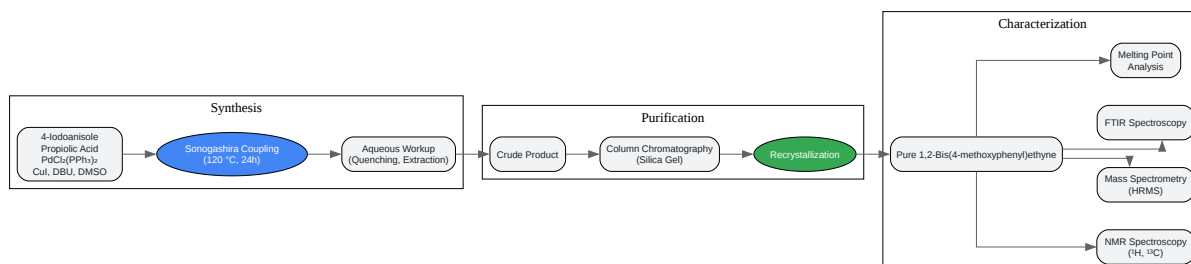 Synthesis
4-Iodoanisole
Propiolic Acid
PdCl₂(PPh₃)₂
CuI, DBU, DMSO
Sonogashira Coupling
(120 °C, 24h)
Aqueous Workup
(Quenching, Extraction)
Purification
Crude Product
Column Chromatography
(Silica Gel)
Recrystallization
Characterization
Pure 1,2-Bis(4-methoxyphenyl)ethyne
Melting Point
Analysis
FTIR Spectroscopy
Mass Spectrometry
(HRMS)
NMR Spectroscopy
(¹H, ¹³C)